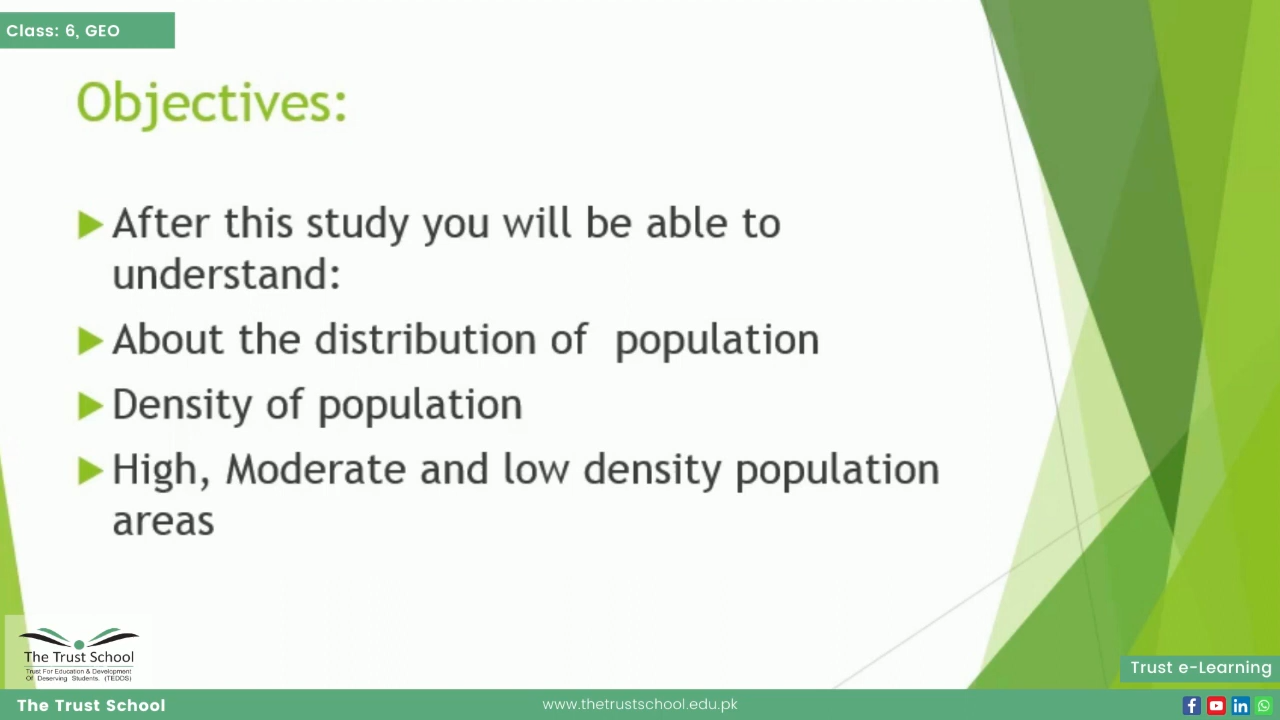 Class: 6, GEO
Objectives:
After this study you will be able to
understand:
About the distribution of population
Density of population
High, Moderate and low density population
areas
The Trust School
Trust For Education & Development
Of Deserving Students. (TEDDS)
Trust e-Learning
The Trust School
www.thetrustschool.edu.pk